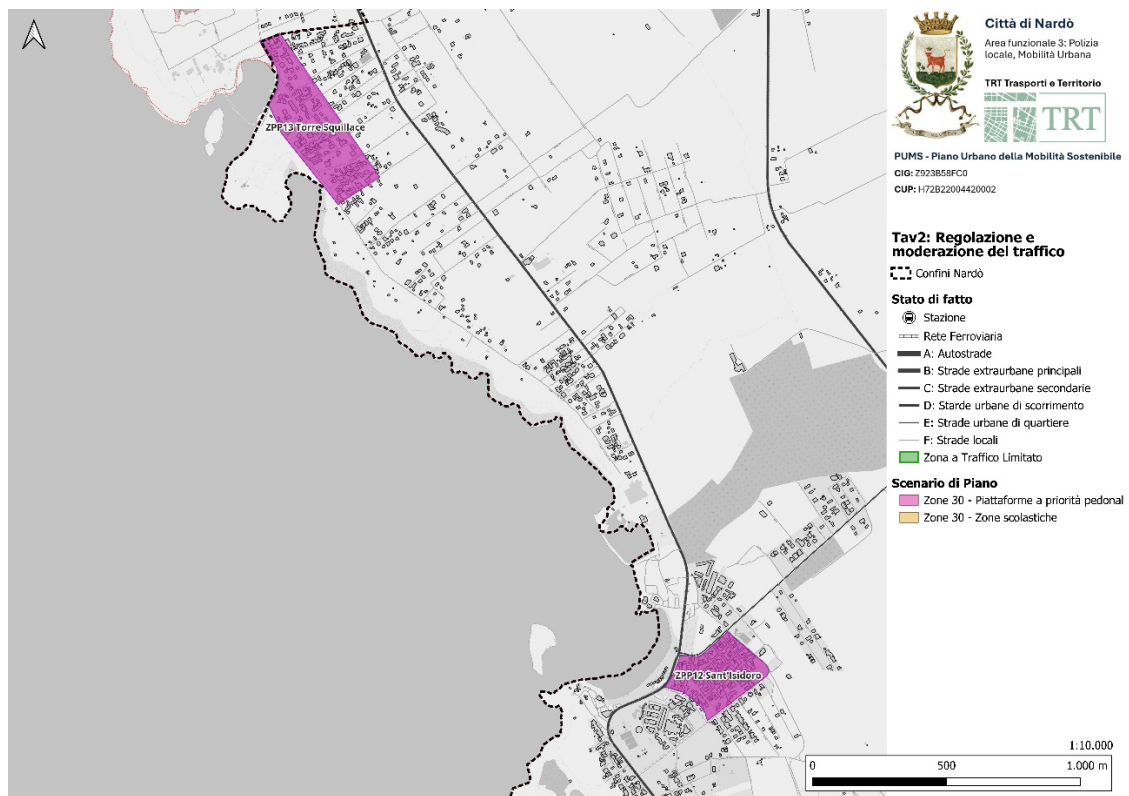 Città di Nardò
Area funzionale 3: Polizia
locale, Mobilità Urbana
TRT Trasporti e Territorio
TRT
PUMS - Piano Urbano della Mobilità Sostenibile
CIG: Z923B58FC0
CUP: H72B22004420002
Tav2: Regolazione e
moderazione del traffico
Confini Nardò
Stato di fatto
Stazione
Rete Ferroviaria
A: Autostrade
B: Strade extraurbane principali
C: Strade extraurbane secondarie
D: Starde urbane di scorrimento
E: Strade urbane di quartiere
F: Strade locali
Zona a Traffico Limitato
Scenario di Piano
Zone 30 - Piattaforme a priorità pedonal
Zone 30 - Zone scolastiche
ZPP13 Torre Squillace
ZPP12 Sant'Isidoro
1:10.000
0 500 1.000 m